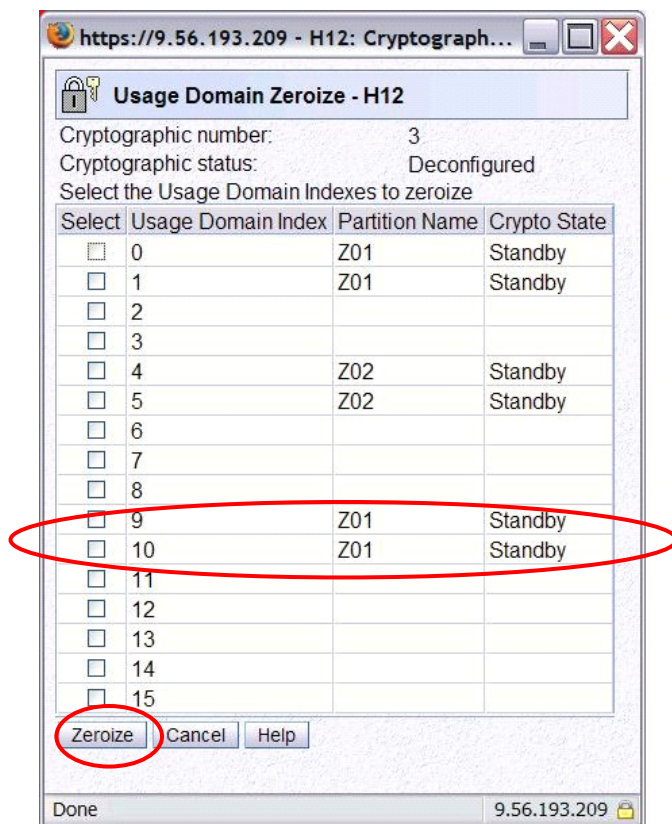 https://9.56.193.209 - H12: Cryptograph...
Usage Domain Zeroize - H12
Cryptographic number: 3
Cryptographic status: Deconfigured
Select the Usage Domain Indexes to zeroize
Select Usage Domain Index Partition Name Crypto State
0 Z01 Standby
1 Z01 Standby
2
3
4 Z02 Standby
5 Z02 Standby
6
7
8
9 Z01 Standby
10 Z01 Standby
11
12
13
14
15
Zeroize Cancel Help
Done 9.56.193.209